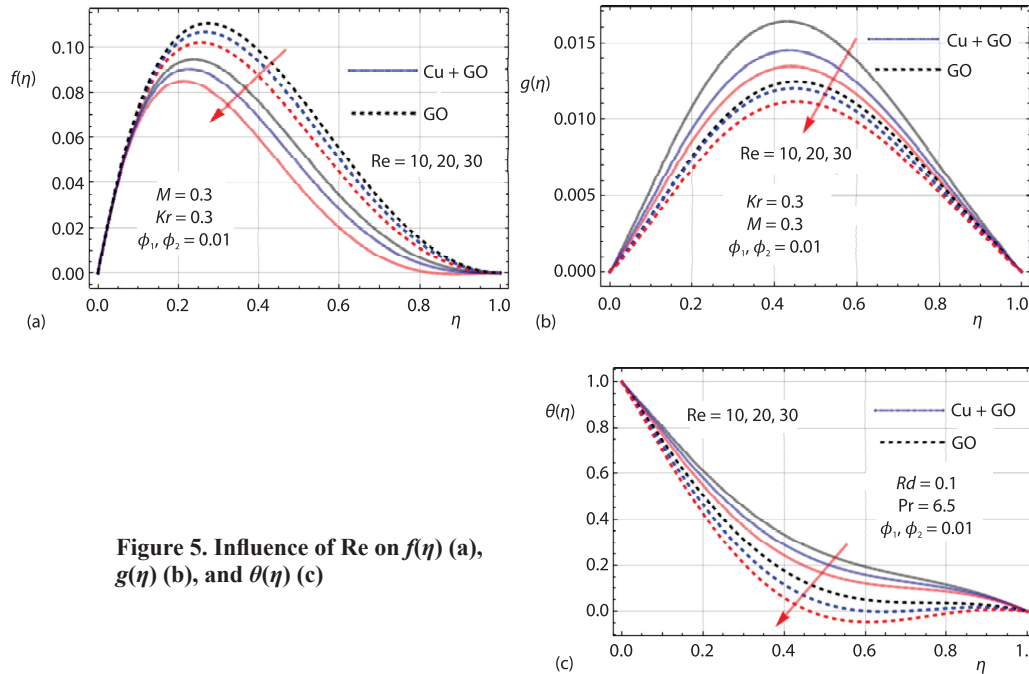 0.10
0.08
0.06
0.04
0.02
0.00
f(η)
Cu + GO
GO
Re = 10, 20, 30
M = 0.3
Kr = 0.3
ϕ₁, ϕ₂ = 0.01
0.0 0.2 0.4 0.6 0.8 1.0
η
(a)
0.015
0.010
0.005
0.000
g(η)
Cu + GO
GO
Re = 10, 20, 30
Kr = 0.3
M = 0.3
ϕ₁, ϕ₂ = 0.01
0.0 0.2 0.4 0.6 0.8 1.0
η
(b)
1.0
0.8
0.6
0.4
0.2
0.0
θ(η)
Re = 10, 20, 30
Cu + GO
GO
Rd = 0.1
Pr = 6.5
ϕ₁, ϕ₂ = 0.01
0.0 0.2 0.4 0.6 0.8 1.
η
(c)
Figure 5. Influence of Re on f(η) (a),
g(η) (b), and θ(η) (c)